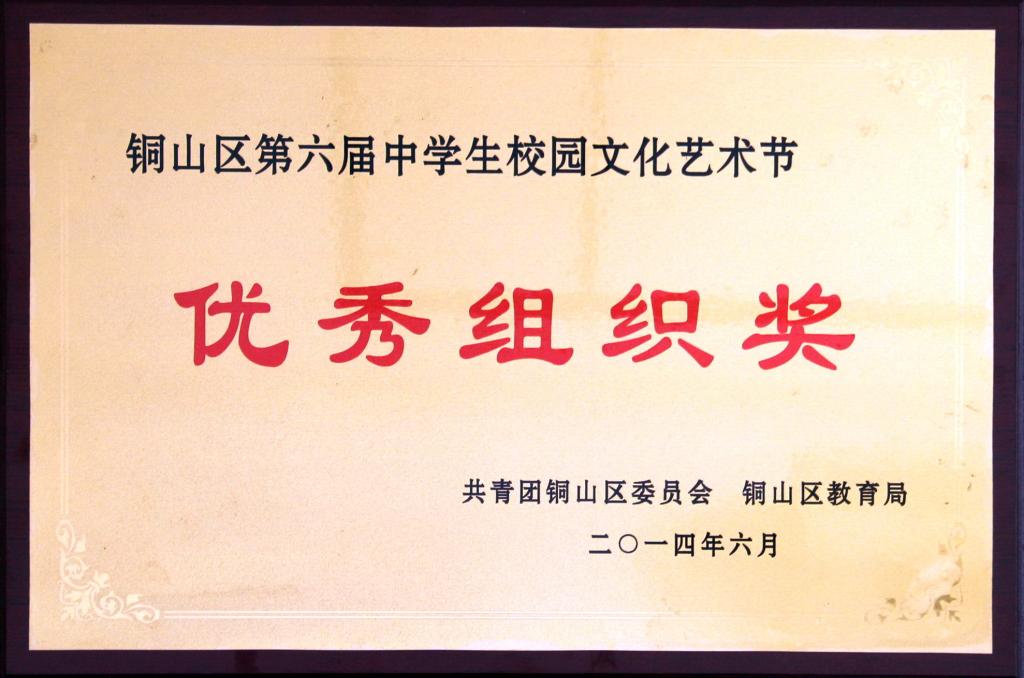 铜山区第六届中学生校园文化艺术节
优秀组织奖
共青团铜山区委员会 铜山区教育局
二〇一四年六月